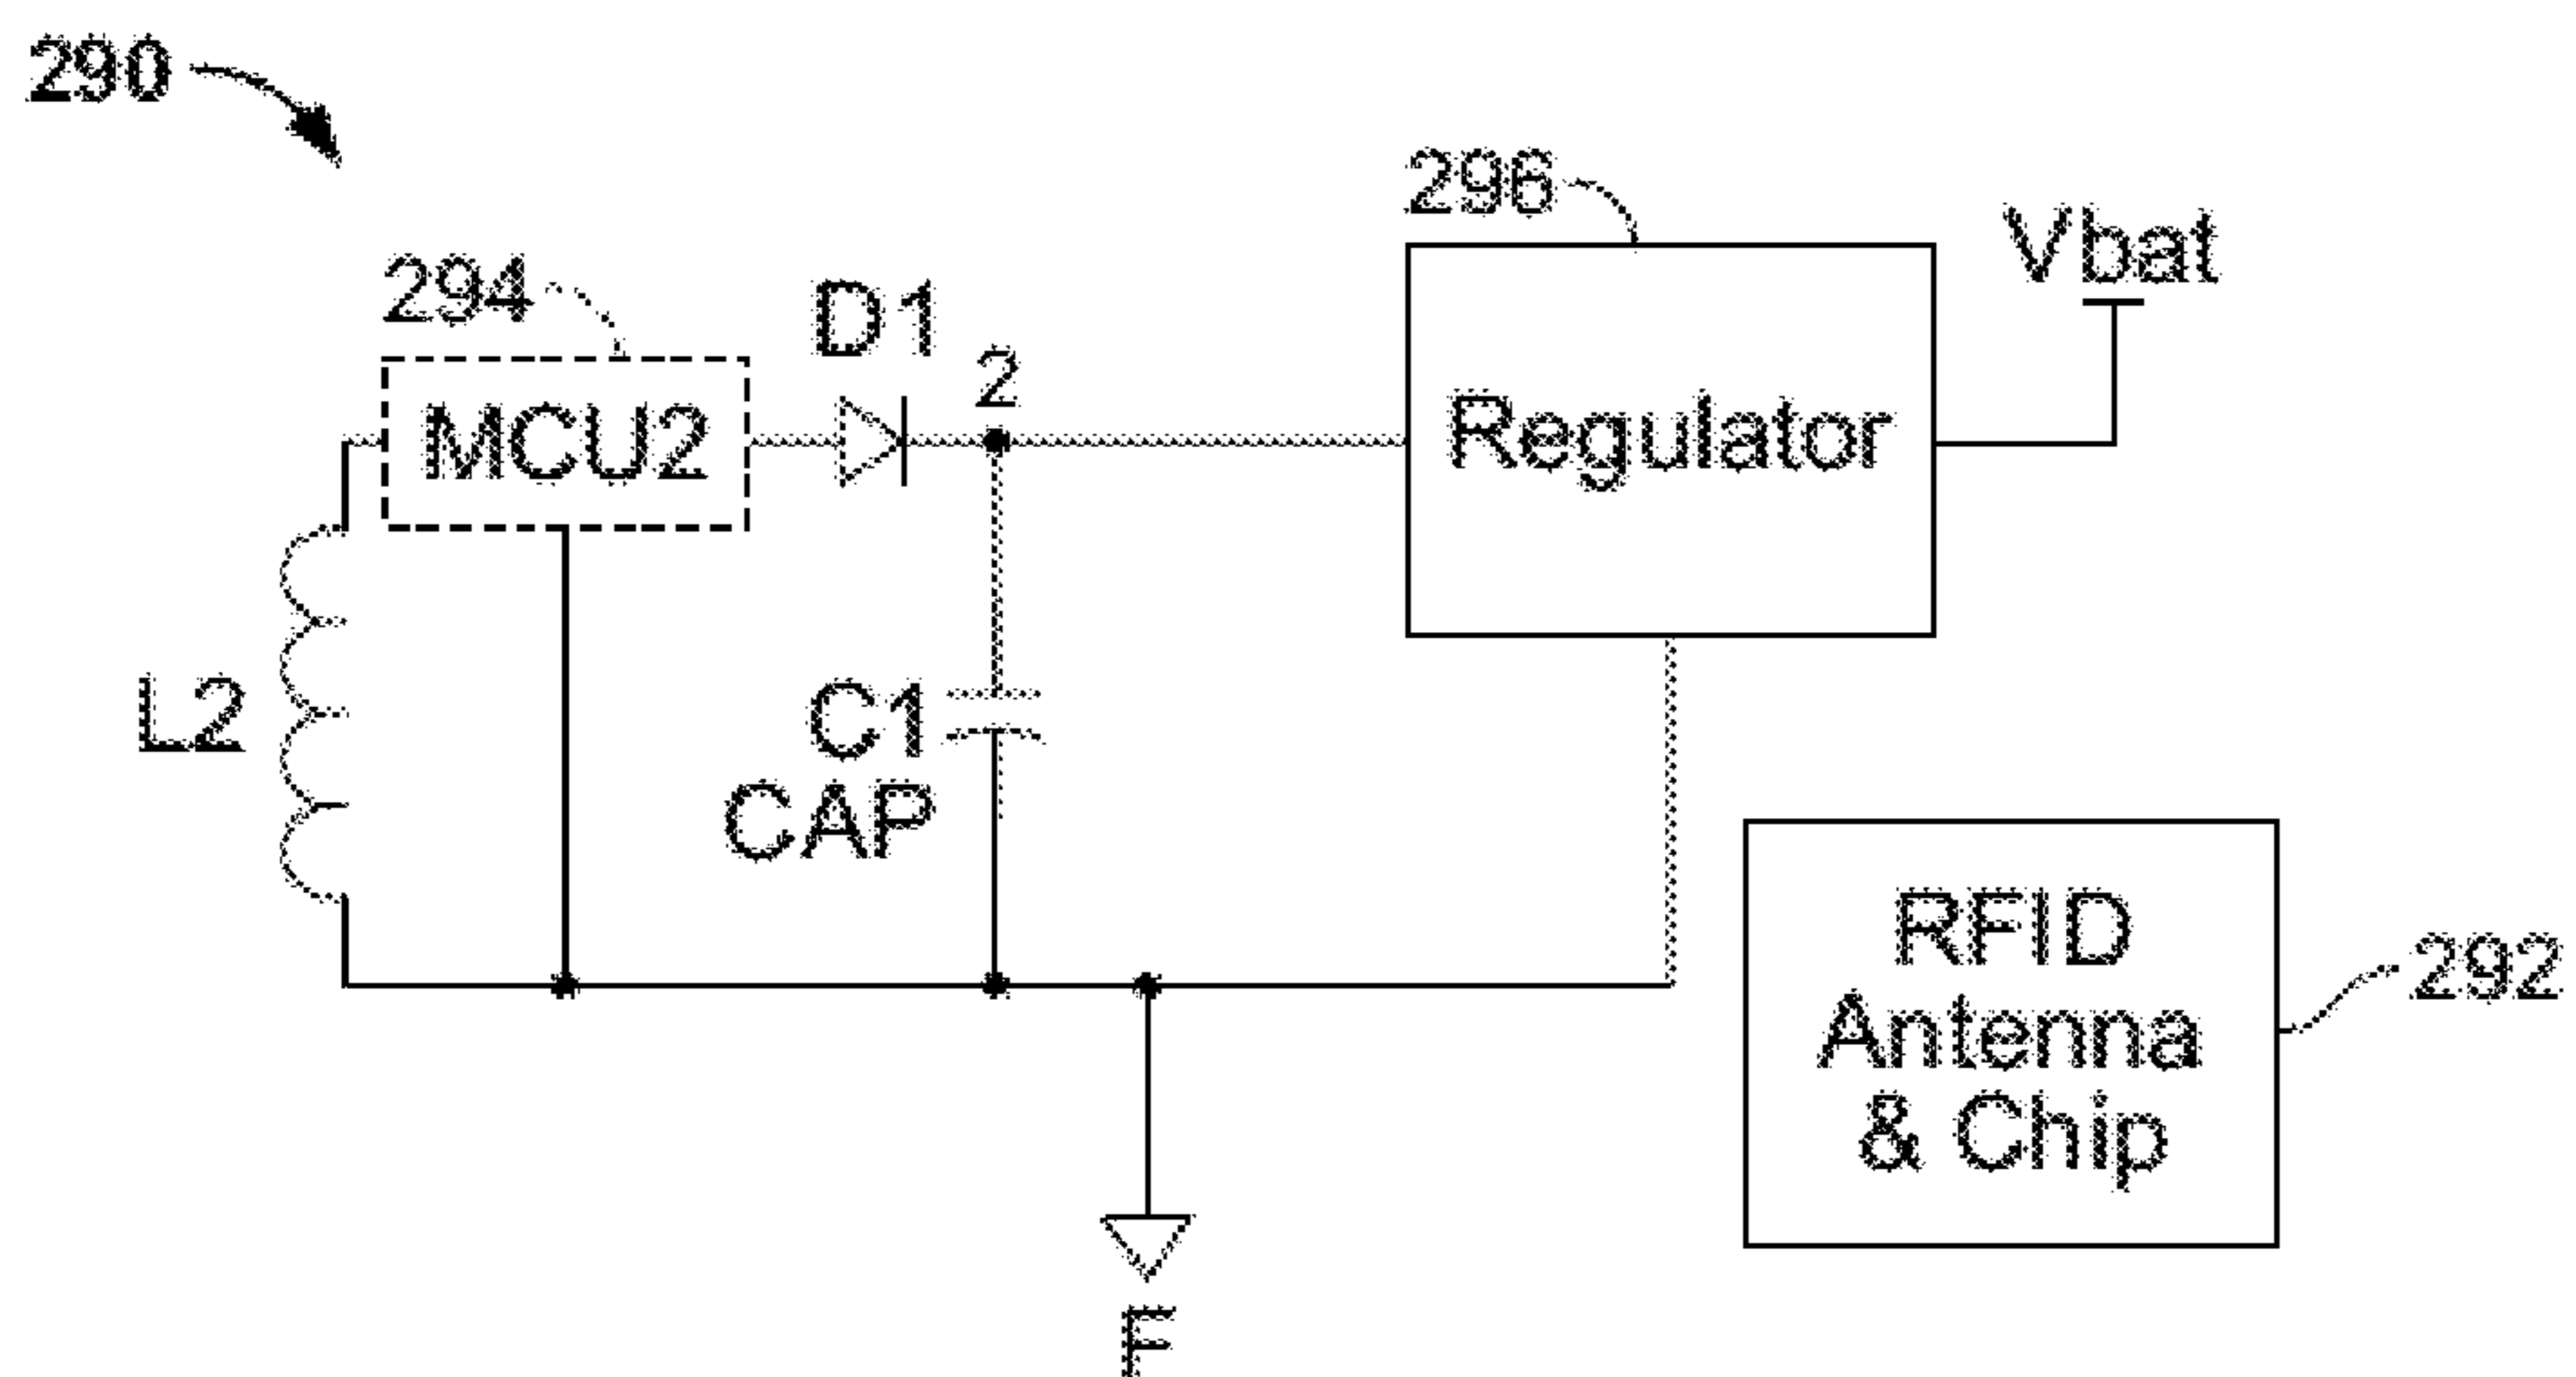 290
296
Vbat
294
D1
2
MCU2
Regulator
L2
C1
CAP
RFID
Antenna
& Chip
292